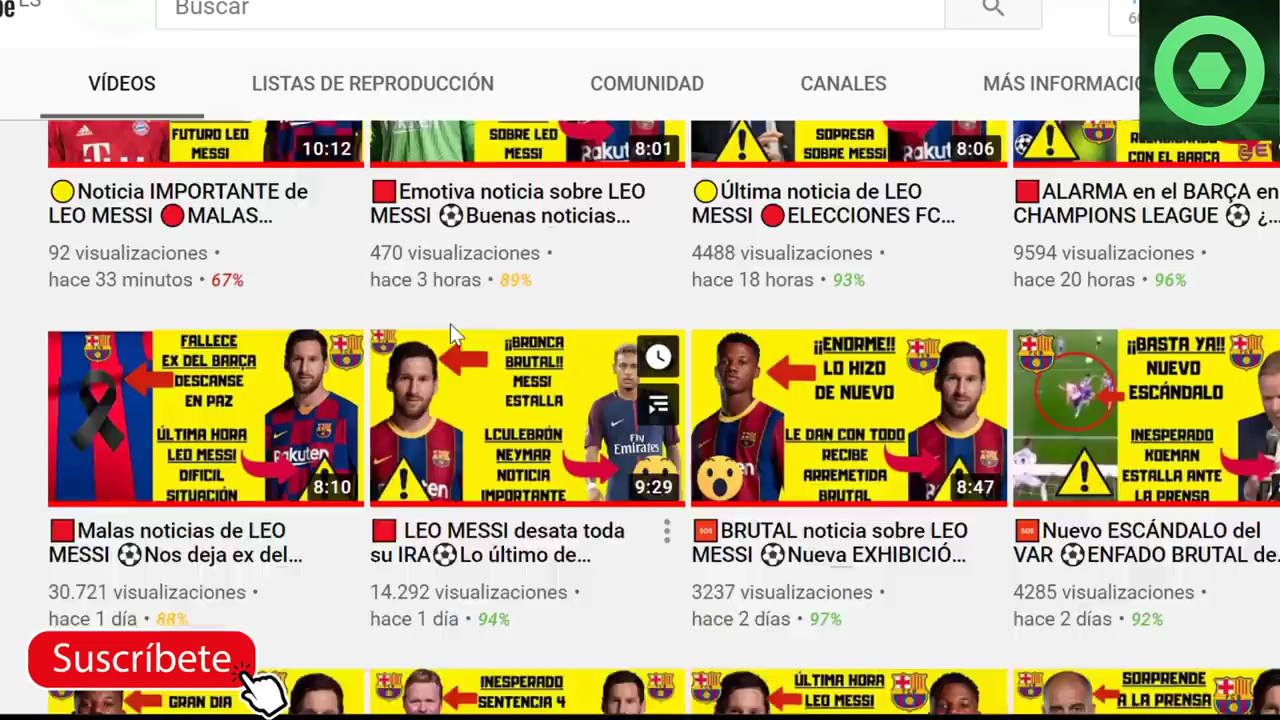 ES
Buscar
VÍDEOS
LISTAS DE REPRODUCCIÓN
COMUNIDAD
CANALES
MÁS INFORMACIÓ
FUTURO LEO
MESSI
10:12
SOBRE LEO
MESSI
8:01
SOPRESA
SOBRE MESSI
8:06
CON EL BARCA
Noticia IMPORTANTE de
LEO MESSI MALAS...
92 visualizaciones •
hace 33 minutos • 67%
Emotiva noticia sobre LEO
MESSI Buenas noticias...
470 visualizaciones •
hace 3 horas • 89%
Última noticia de LEO
MESSI ELECCIONES FC...
4488 visualizaciones •
hace 18 horas • 93%
ALARMA en el BARÇA en
CHAMPIONS LEAGUE ¿...
9594 visualizaciones •
hace 20 horas • 96%
FALLECE
EX DEL BARÇA
DESCANSE
EN PAZ
ÚLTIMA HORA
LEO MESSI
DIFICIL
SITUACIÓN
Rakuten
8:10
¡¡BRONCA
BRUTAL!!
MESSI
ESTALLA
LCULEBRÓN
NEYMAR
NOTICIA
IMPORTANTE
Fly
Emirates
9:29
¡¡ENORME!!
LO HIZO
DE NUEVO
LE DAN CON TODO
RECIBE
ARREMETIDA
BRUTAL
8:47
¡¡BASTA YA!!
NUEVO
ESCÁNDALO
INESPERADO
KOEMAN
ESTALLA ANTE
LA PRENSA
Malas noticias de LEO
MESSI Nos deja ex del...
30.721 visualizaciones •
hace 1 día • 88%
LEO MESSI desata toda
su IRA Lo último de...
14.292 visualizaciones •
hace 1 día • 94%
SOS BRUTAL noticia sobre LEO
MESSI Nueva EXHIBICIÓ...
3237 visualizaciones •
hace 2 días • 97%
SOS Nuevo ESCÁNDALO del
VAR ENFADO BRUTAL de...
4285 visualizaciones •
hace 2 días • 92%
Suscríbete
GRAN DIA
INESPERADO
SENTENCIA 4
ÚLTIMA HORA
LEO MESSI
SORPRENDE
A LA PRENSA